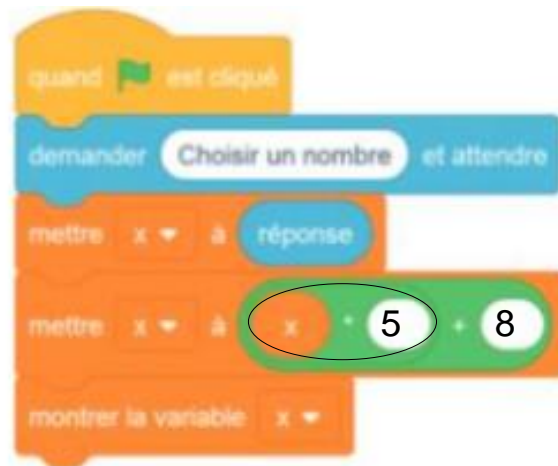 quand est cliqué
demander Choisir un nombre et attendre
mettre x à réponse
mettre x à x * 5 + 8
montrer la variable x